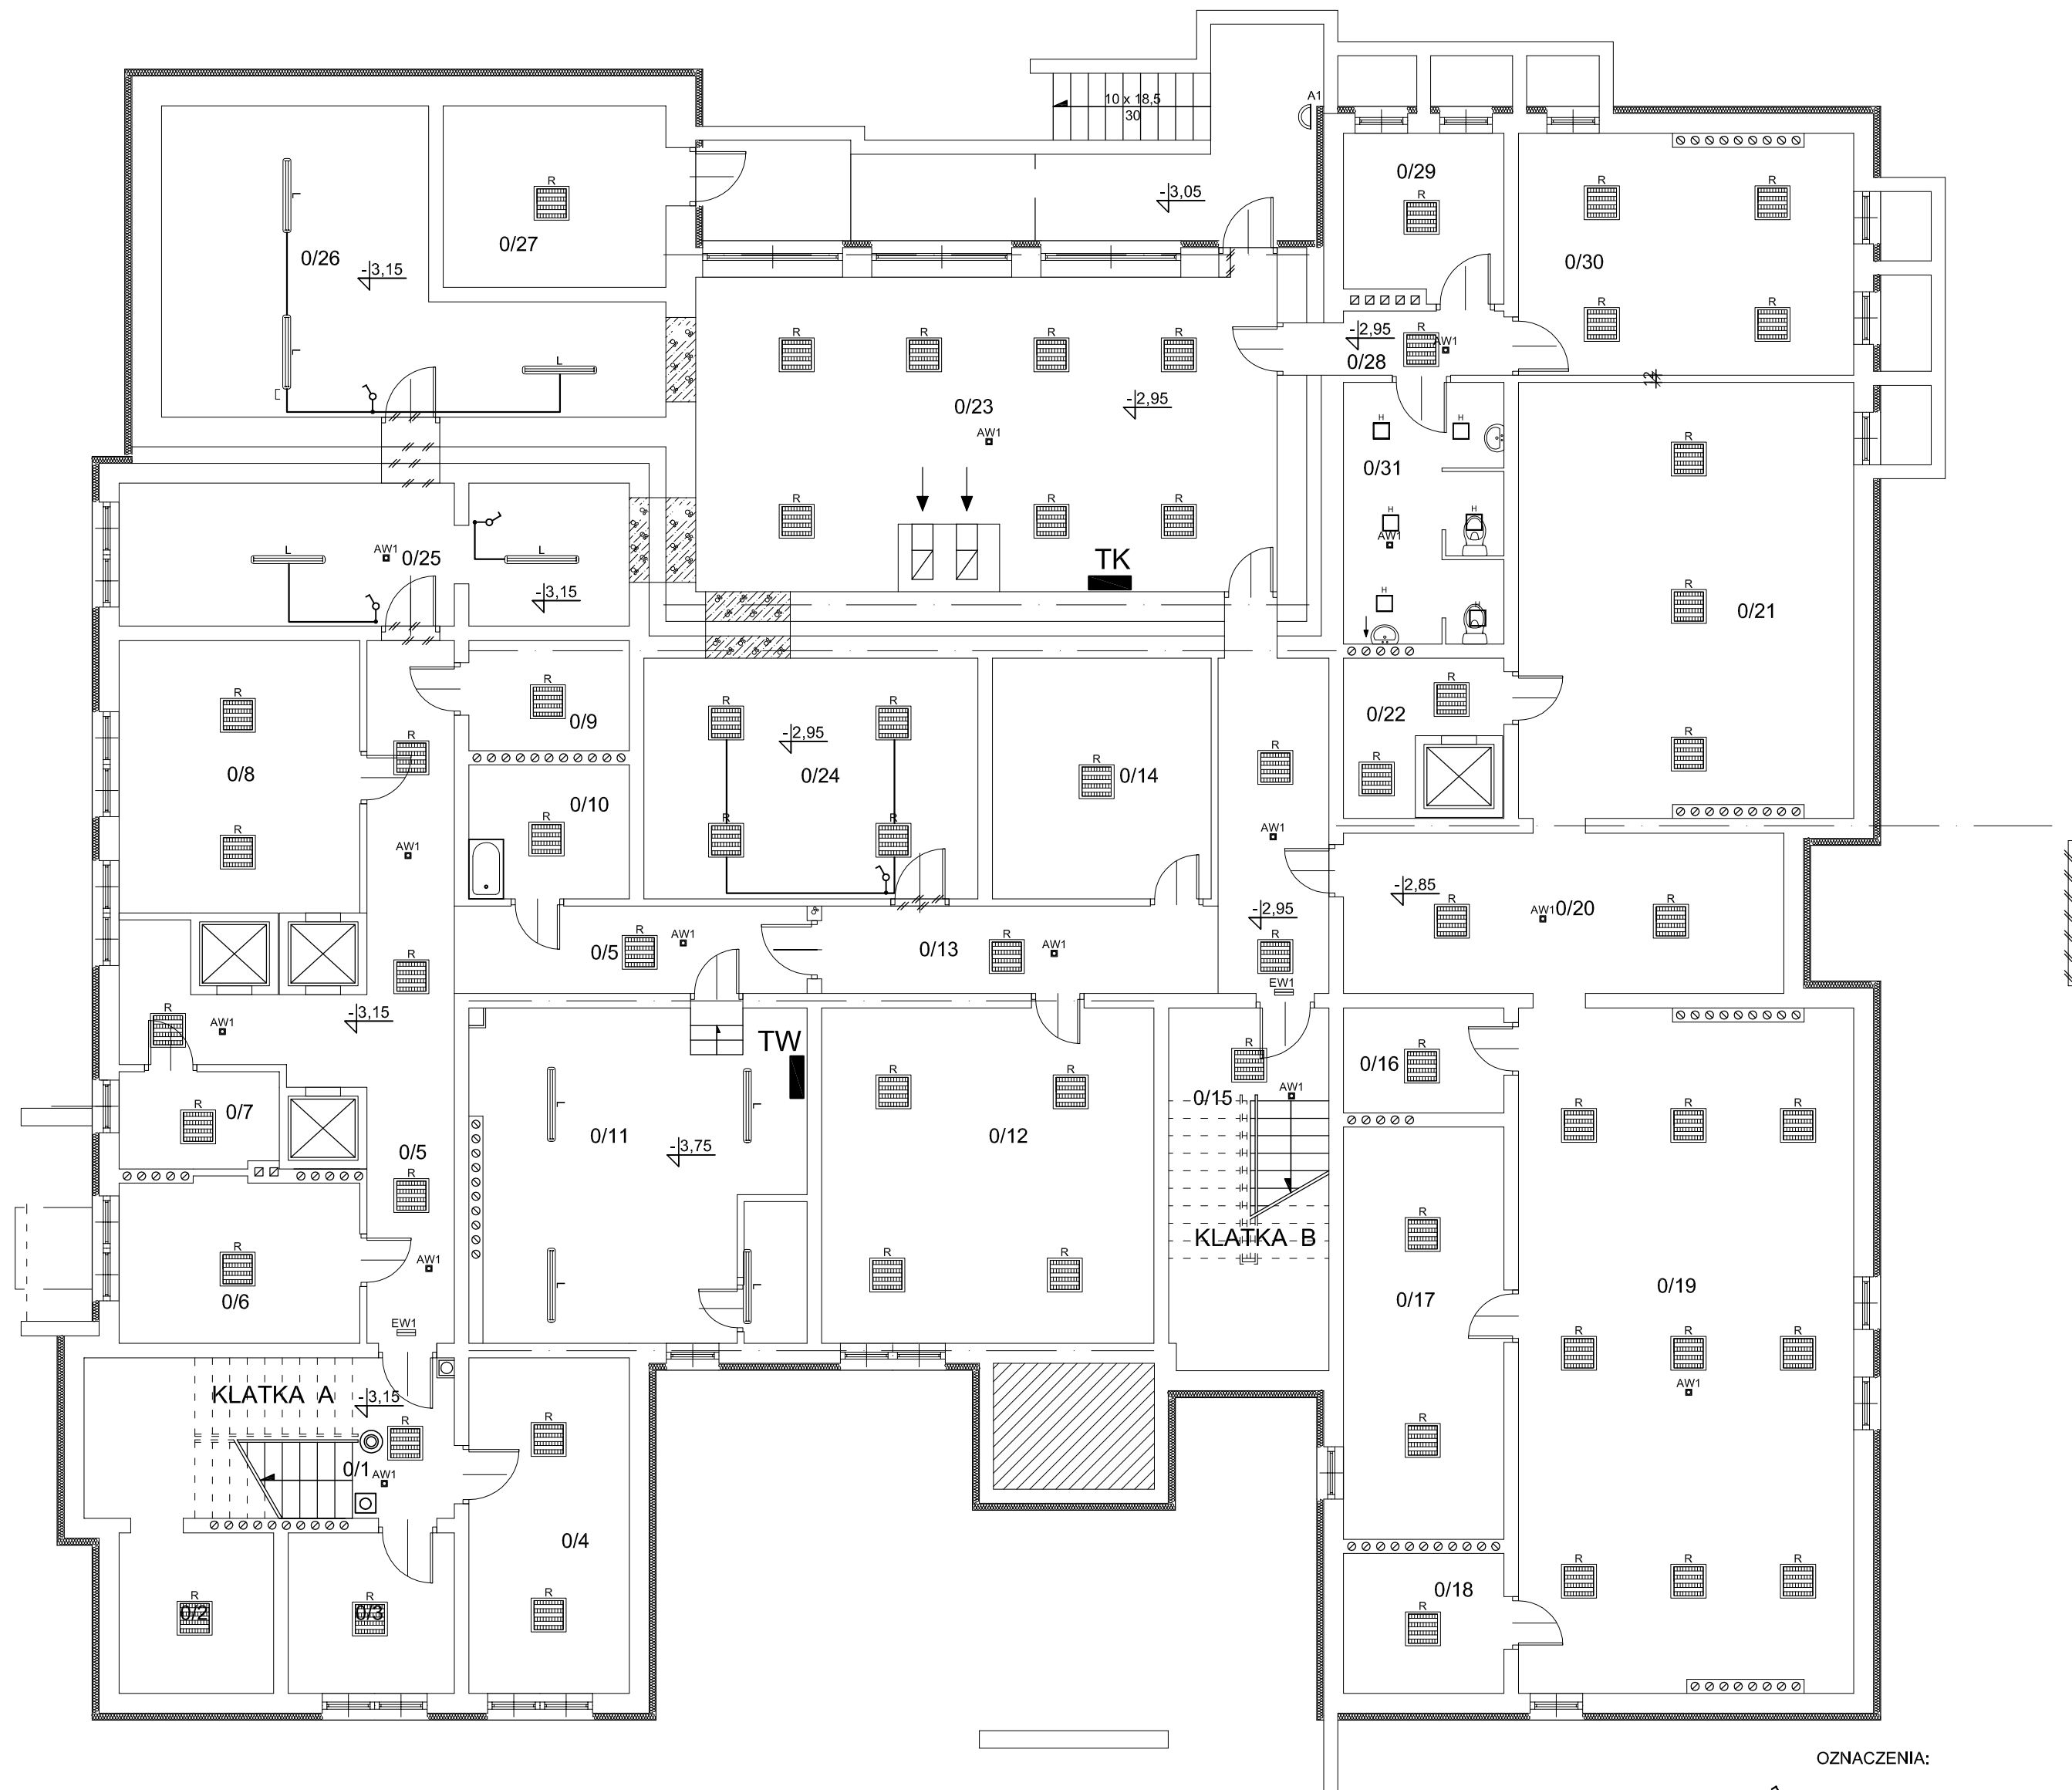 10 x 18,5
30
A1
-3,05
R
0/27
0/26
-3,15
L
L
L
R
0/29
R
R
0/30
R
R
-2,95
0/28
R
AW1
12
R
R
R
R
0/23
-2,95
AW1
R
R
R
TK
H
H
0/31
H
H
AW1
H
H
R
R
0/21
R
L
AW1
0/25
L
-3,15
R
0/8
R
R
R
0/9
R
0/10
R
R
-2,95
0/24
R
R
R
0/14
R
AW1
-2,95
R
EW1
R
0/22
R
-2,85
R
AW1
0/20
R
AW1
R
-3,15
AW1
R
R
0/7
R
0/5
R
AW1
0/13
R
AW1
TW
L
L
0/11
-3,75
L
L
R
R
0/12
R
R
R
0/15
AW1
KLATKA B
R
0/16
R
0/17
R
R
R
R
0/19
R
R
R
AW1
R
R
R
0/5
R
AW1
EW1
R
0/6
KLATKA A
-3,15
R
0/1
AW1
R
0/4
R
R
0/2
R
0/3
0/18
R
OZNACZENIA: